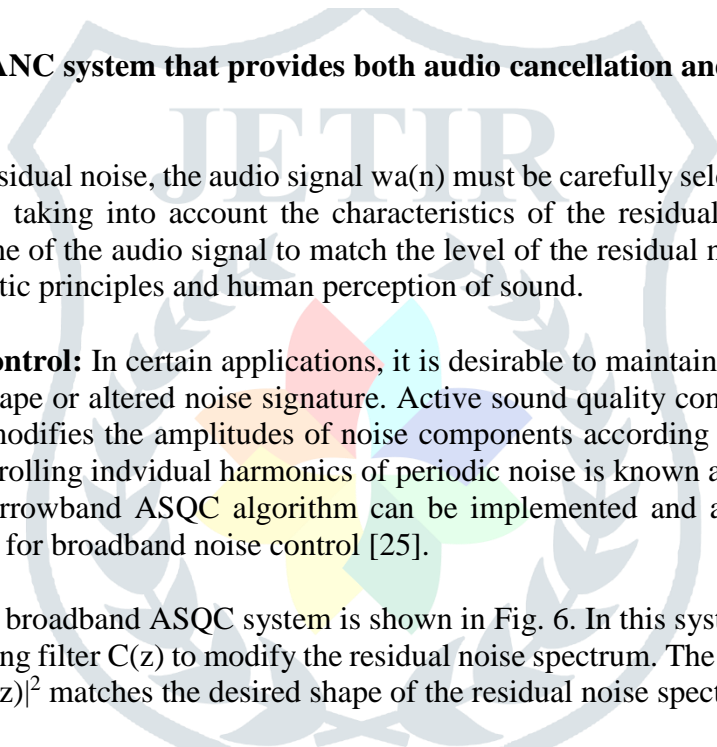 ANC system that provides both audio cancellation and
JETIR
sidual noise, the audio signal wa(n) must be carefully sele
taking into account the characteristics of the residual
ne of the audio signal to match the level of the residual n
tic principles and human perception of sound.
ontrol: In certain applications, it is desirable to maintain
ape or altered noise signature. Active sound quality con
modifies the amplitudes of noise components according
rolling indvidual harmonics of periodic noise is known a
arrowband ASQC algorithm can be implemented and a
for broadband noise control [25].
broadband ASQC system is shown in Fig. 6. In this syst
ng filter C(z) to modify the residual noise spectrum. The
z)|² matches the desired shape of the residual noise spect